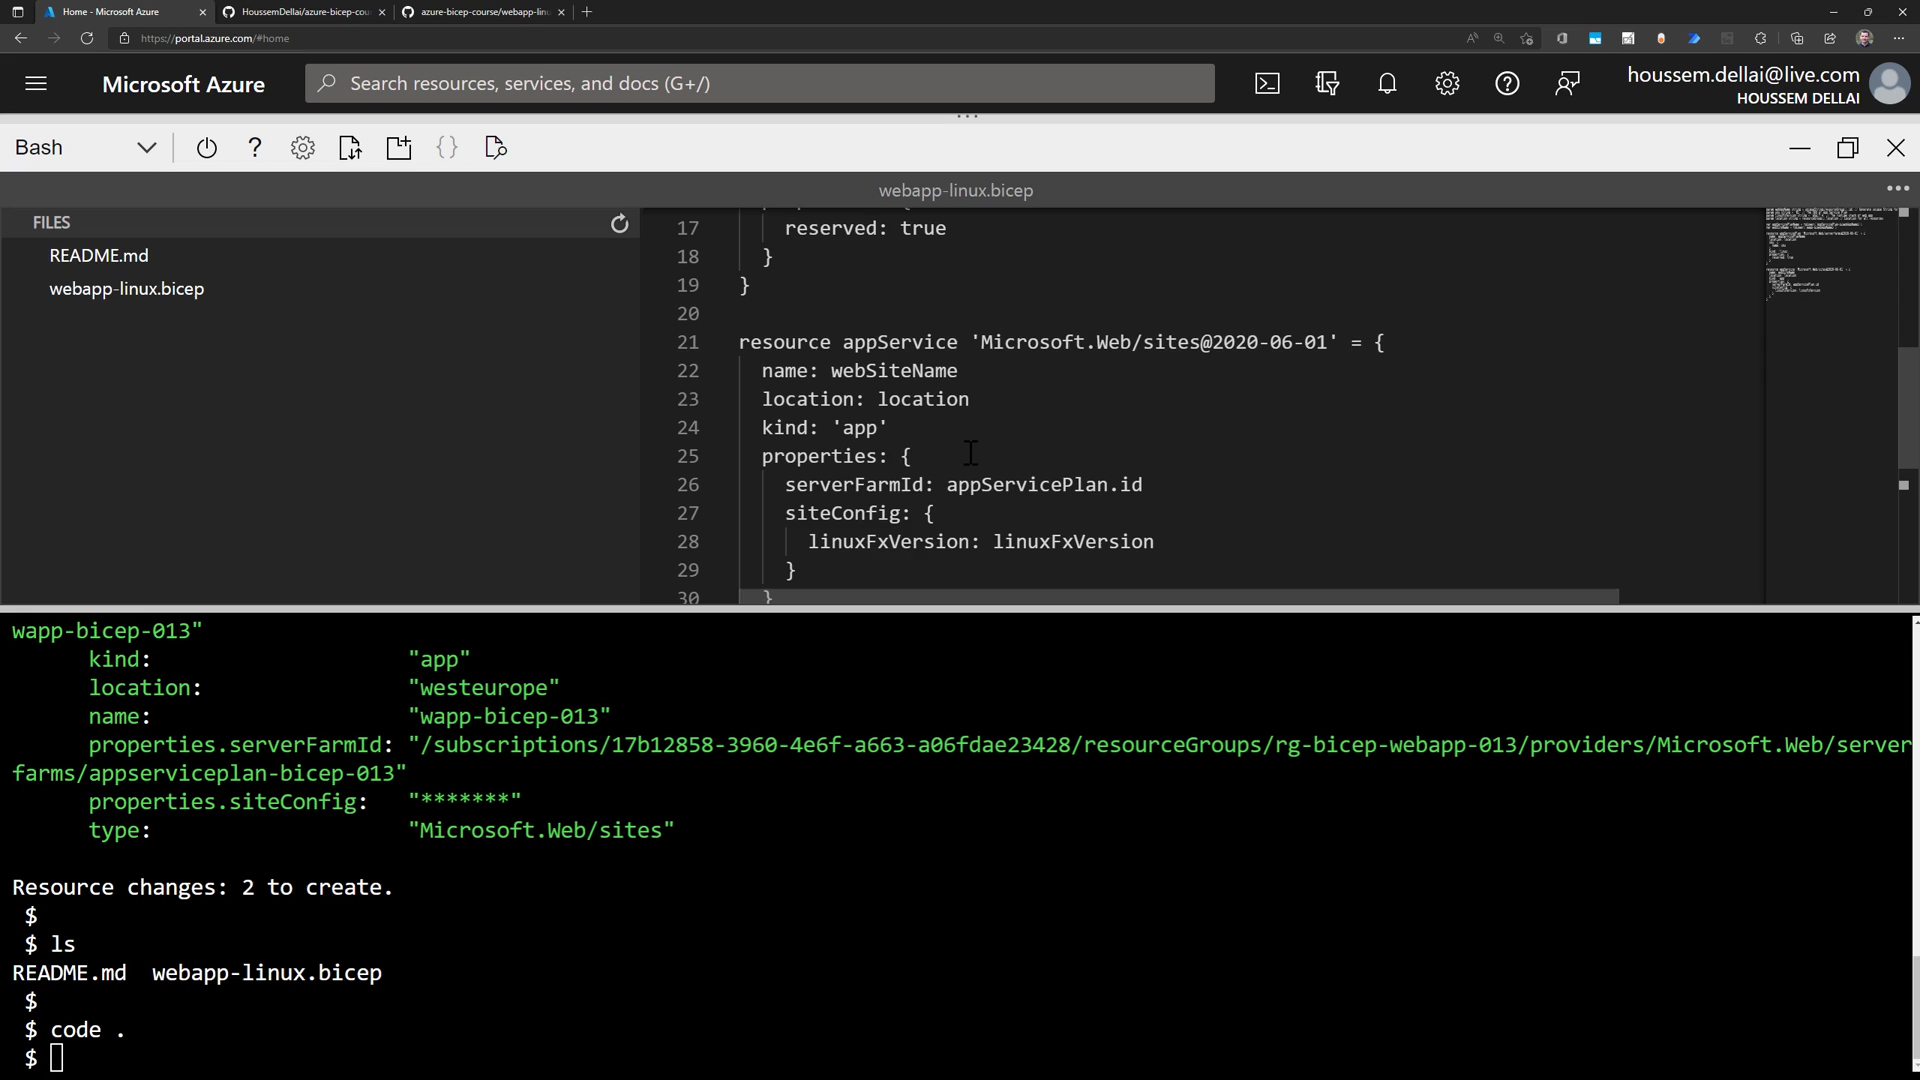 Home - Microsoft Azure
HoussemDellai/azure-bicep-cou
azure-bicep-course/webapp-linu
https://portal.azure.com/#home
Microsoft Azure
Search resources, services, and docs (G+/)
houssem.dellai@live.com
HOUSSEM DELLAI
Bash
webapp-linux.bicep
FILES
README.md
webapp-linux.bicep
17 reserved: true
18 }
19 }
20
21 resource appService 'Microsoft.Web/sites@2020-06-01' = {
22 name: webSiteName
23 location: location
24 kind: 'app'
25 properties: {
26 serverFarmId: appServicePlan.id
27 siteConfig: {
28 linuxFxVersion: linuxFxVersion
29 }
30 }
wapp-bicep-013"
kind: "app"
location: "westeurope"
name: "wapp-bicep-013"
properties.serverFarmId: "/subscriptions/17b12858-3960-4e6f-a663-a06fdae23428/resourceGroups/rg-bicep-webapp-013/providers/Microsoft.Web/server
farms/appserviceplan-bicep-013"
properties.siteConfig: "*******"
type: "Microsoft.Web/sites"
Resource changes: 2 to create.
$
$ ls
README.md webapp-linux.bicep
$
$ code .
$